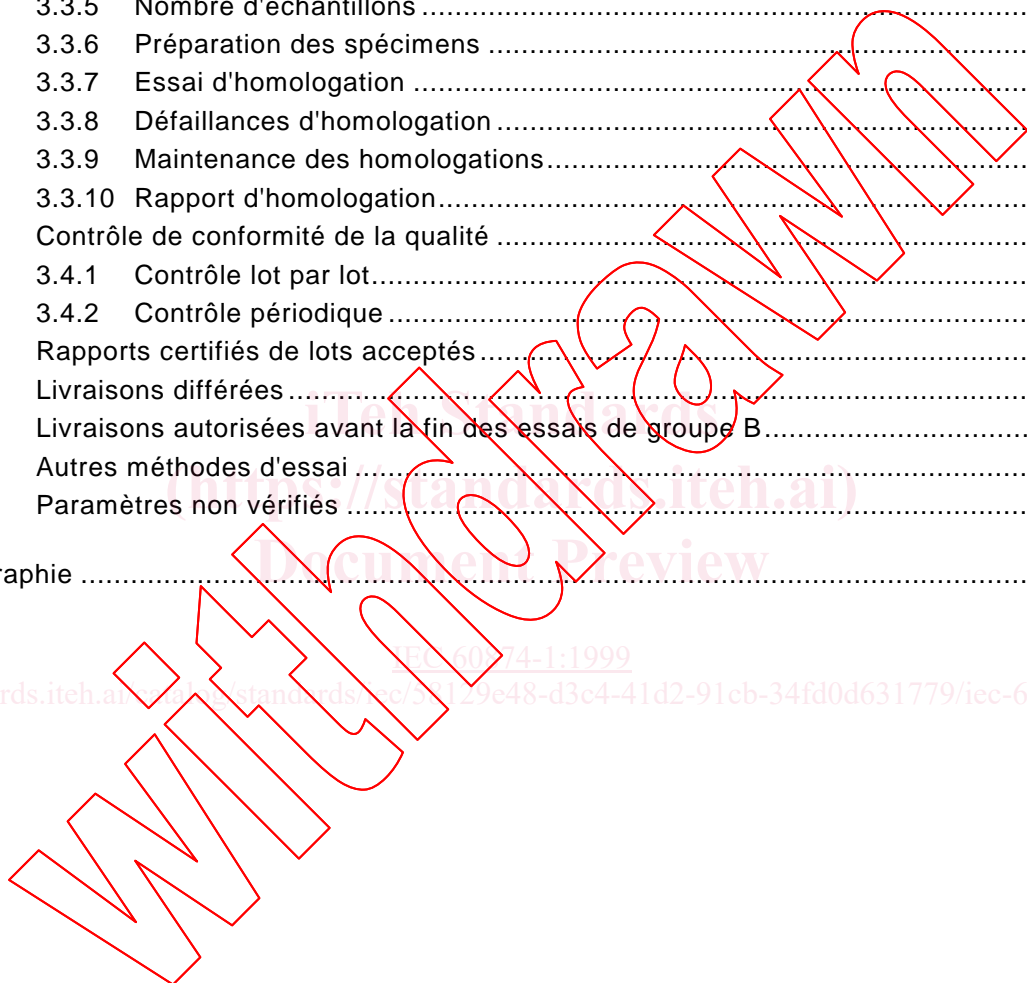 3.3.5 Nombre d'échantillons
3.3.6 Préparation des spécimens
3.3.7 Essai d'homologation
3.3.8 Défaillances d'homologation
3.3.9 Maintenance des homologations
3.3.10 Rapport d'homologation
Contrôle de conformité de la qualité
3.4.1 Contrôle lot par lot
3.4.2 Contrôle périodique
Rapports certifiés de lots acceptés
Livraisons différées
iTeh Standards
Livraisons autorisées avant la fin des essais de groupe B
Autres méthodes d'essai
(https://standards.iteh.ai)
Paramètres non vérifiés
Document Preview
raphie
IEC 60874-1:1999
rds.iteh.ai/catalog/standards/iec/58129e48-d3c4-41d2-91cb-34fd0d631779/iec-6
withdrawn